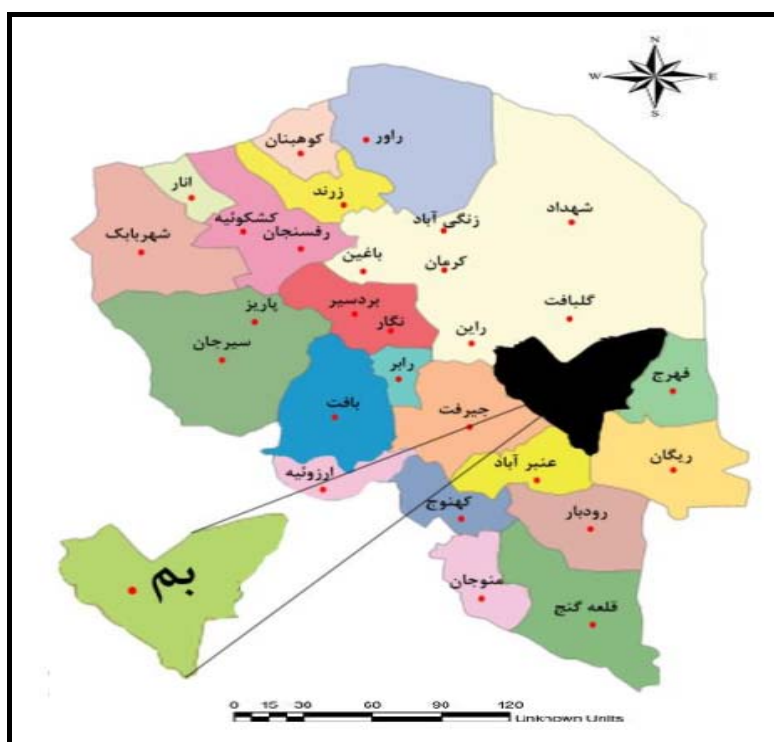 N
W E
S
راور
کوهبنان
انار
زرند
شهداد
کشکوئیه
زنگی آباد
شهربابک
رفسنجان
باغین
کرمان
گلبافت
بردسیر
پاریز
نگار
سیرجان
راین
رابر
فهرج
بافت
جیرفت
ریگان
عنبر آباد
ارزوئیه
کهنوج
رودبار
بم
منوجان
قلعه گنج
0 15 30 60 90 120
Unknown Units